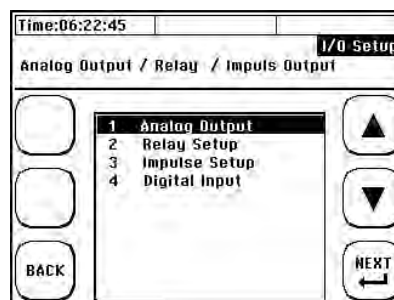 Time:06:22:45
I/O Setup
Analog Output / Relay / Impuls Output
1 Analog Output
2 Relay Setup
3 Impulse Setup
4 Digital Input
BACK
NEXT